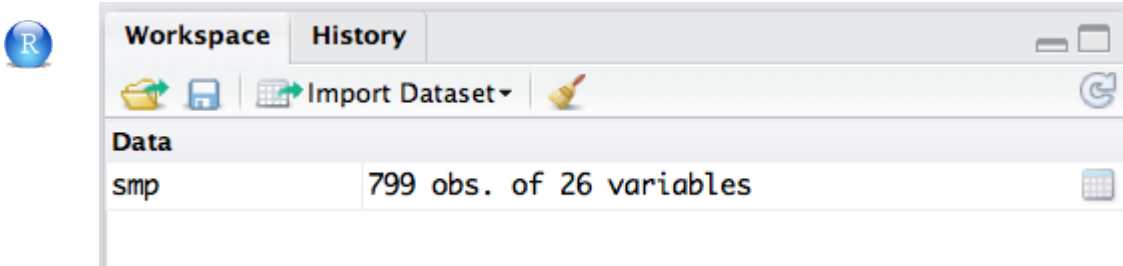 R
Workspace History
Import Dataset
Data
smp 799 obs. of 26 variables